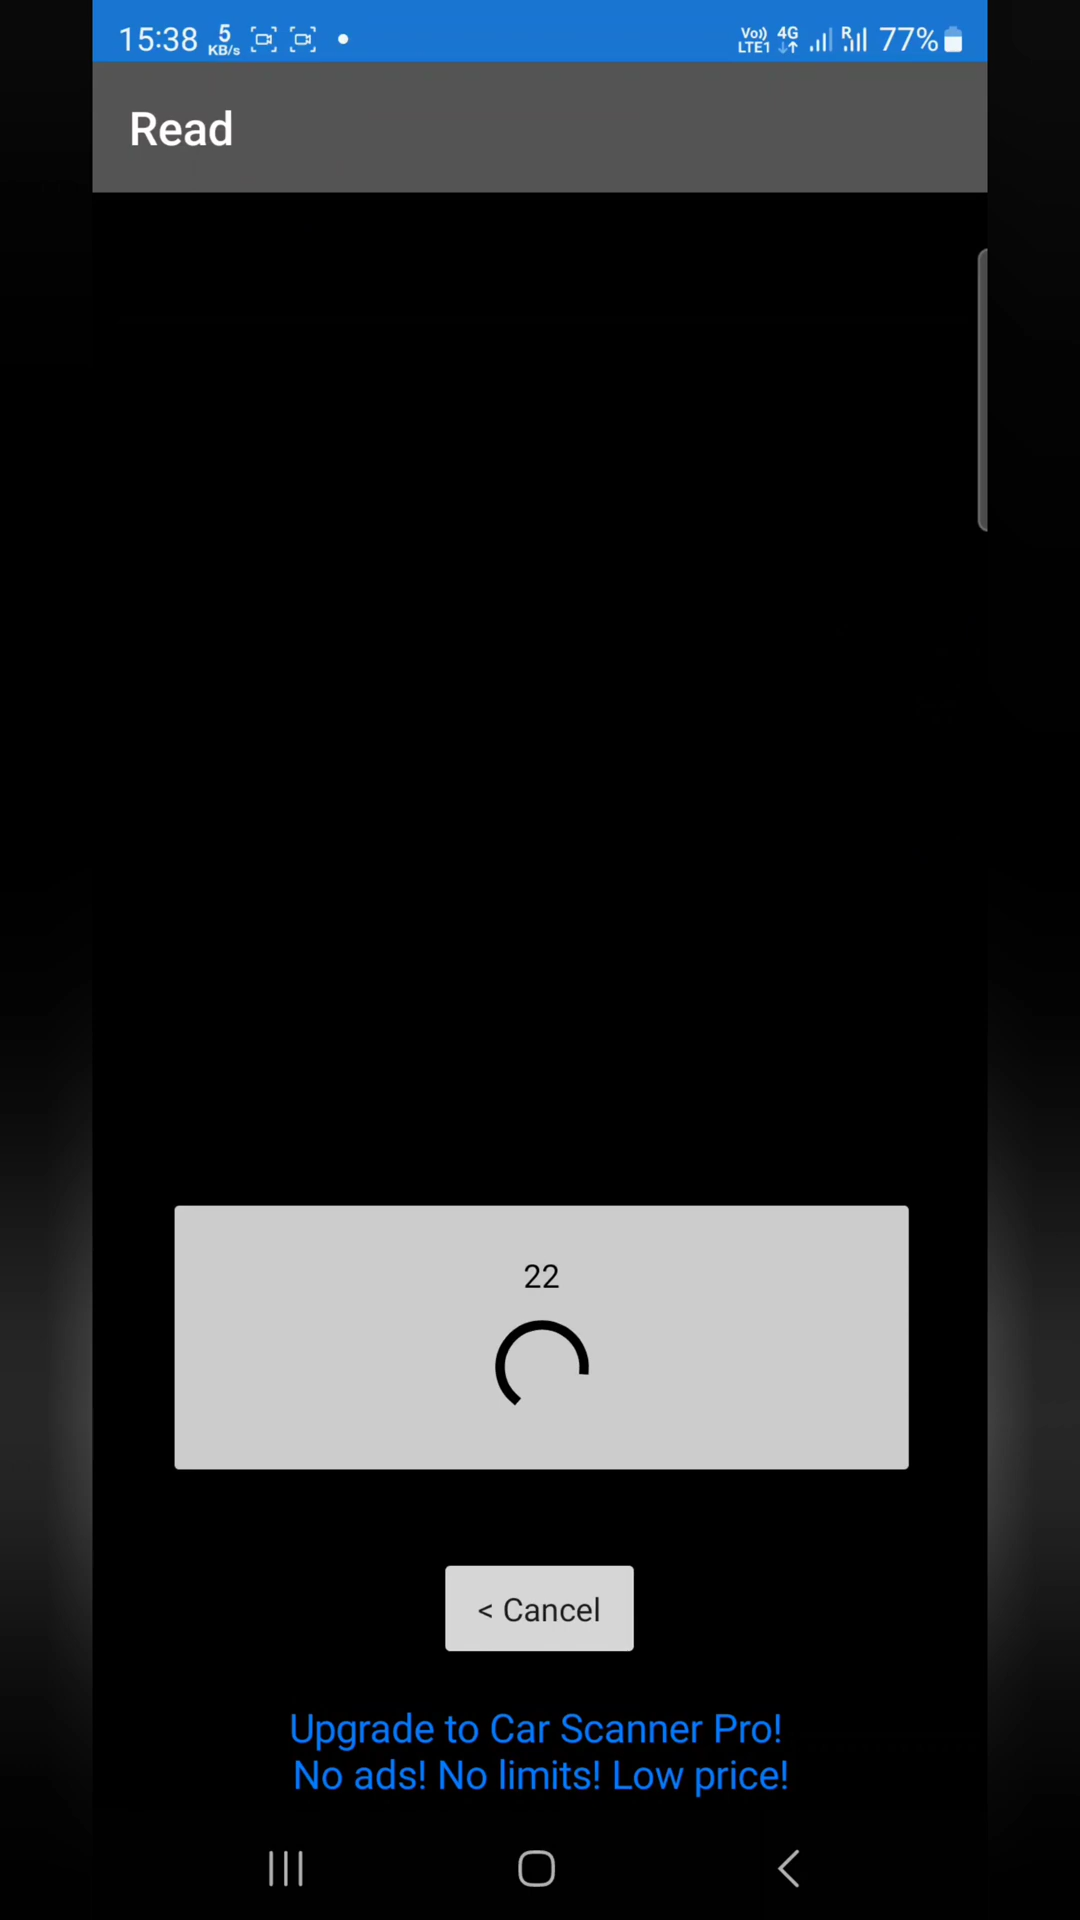 15:38 5 KB/s Vo)) LTE1 4G R 77%
Read
22
< Cancel
Upgrade to Car Scanner Pro!
No ads! No limits! Low price!